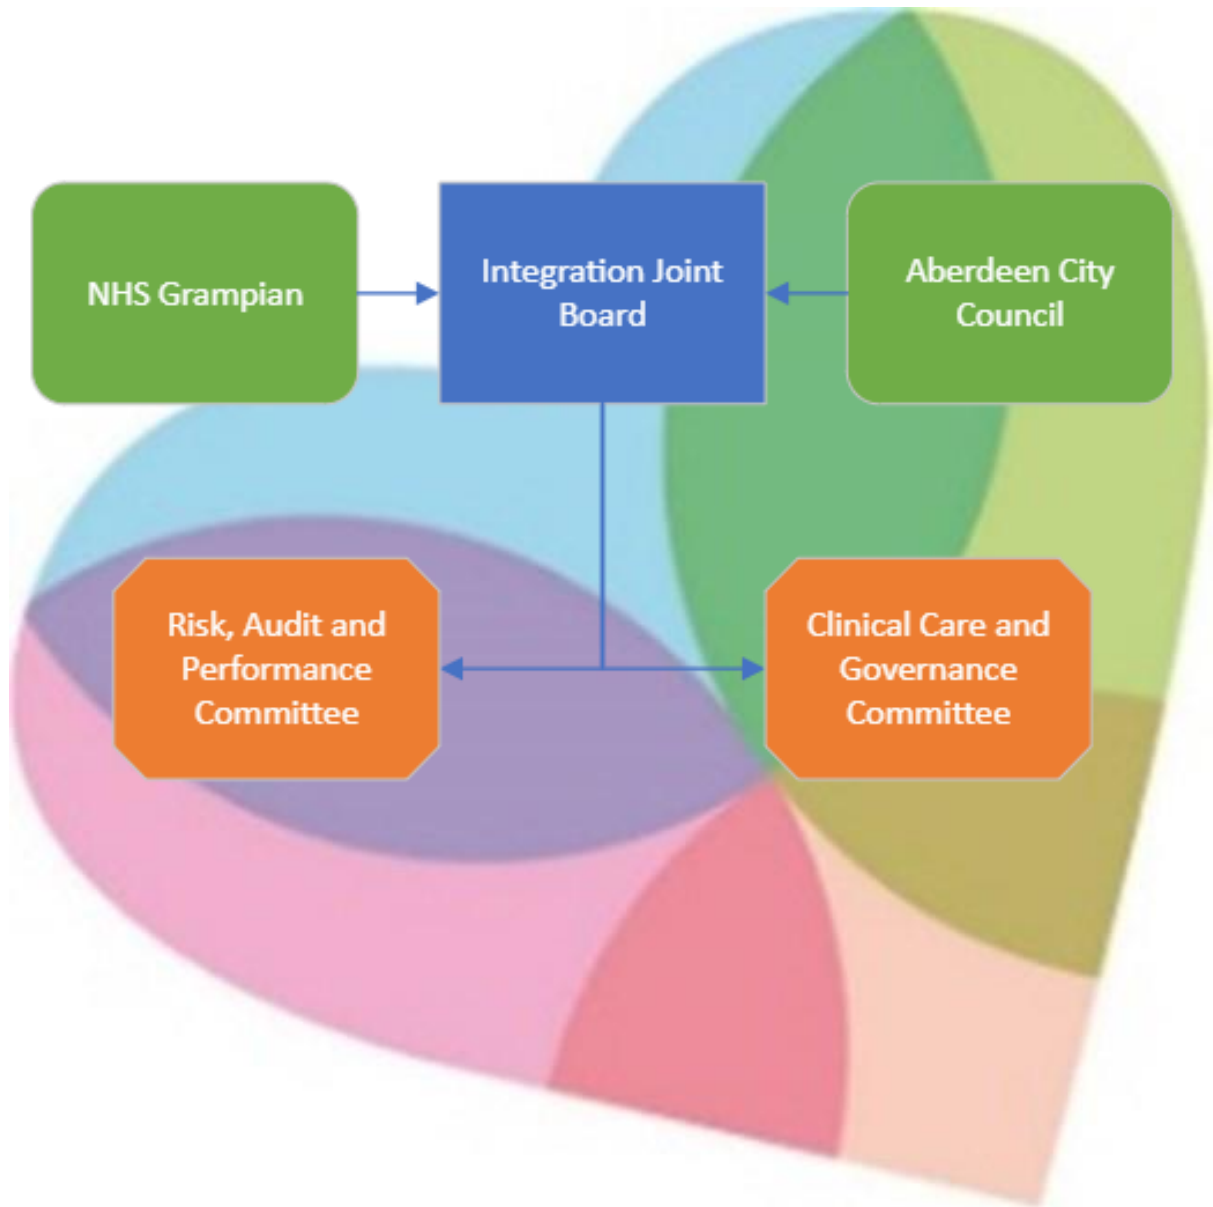 NHS Grampian
Integration Joint
Board
Aberdeen City
Council
Risk, Audit and
Performance
Committee
Clinical Care and
Governance
Committee